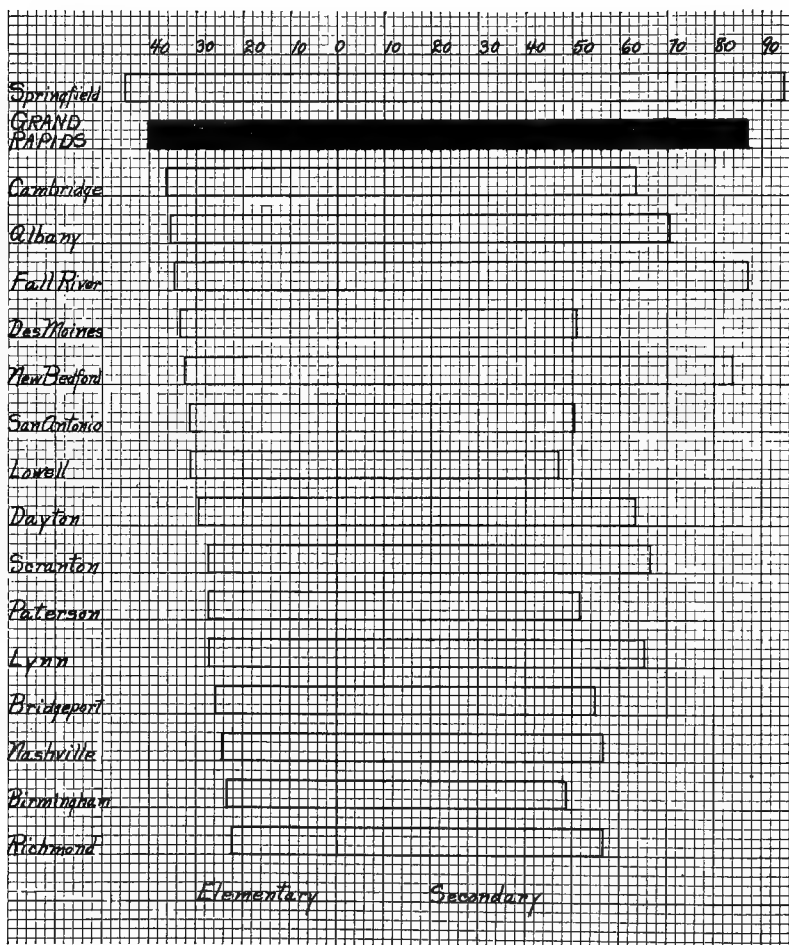 40 30 20 10 0 10 20 30 40 50 60 70 80 90
Springfield
GRAND
RAPIDS
Cambridge
Albany
Fall River
Des Moines
New Bedford
San Antonio
Lowell
Dayton
Scranton
Paterson
Lynn
Bridgeport
Nashville
Birmingham
Richmond
Elementary Secondary